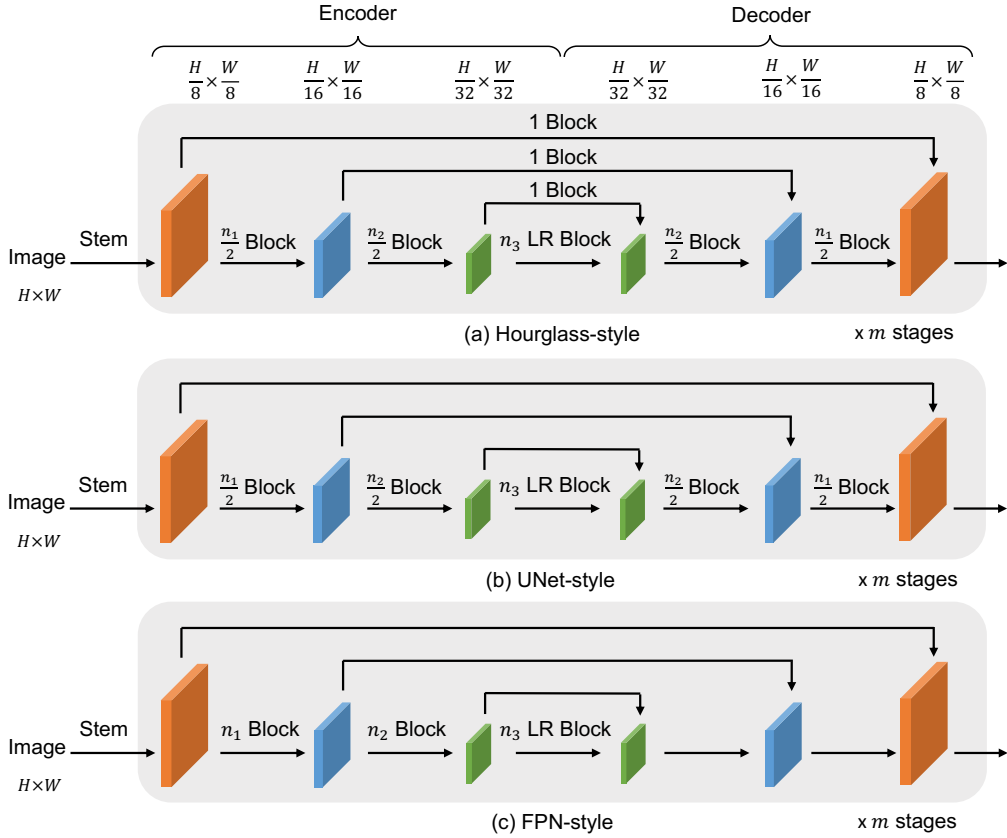 Encoder Decoder
H/8 × W/8 H/16 × W/16 H/32 × W/32 H/32 × W/32 H/16 × W/16 H/8 × W/8
1 Block
1 Block
1 Block
Stem n₁/2 Block n₂/2 Block n₃ LR Block n₂/2 Block n₁/2 Block
Image
H×W
(a) Hourglass-style x m stages
Stem n₁/2 Block n₂/2 Block n₃ LR Block n₂/2 Block n₁/2 Block
Image
H×W
(b) UNet-style x m stages
Stem n₁ Block n₂ Block n₃ LR Block
Image
H×W
(c) FPN-style x m stages